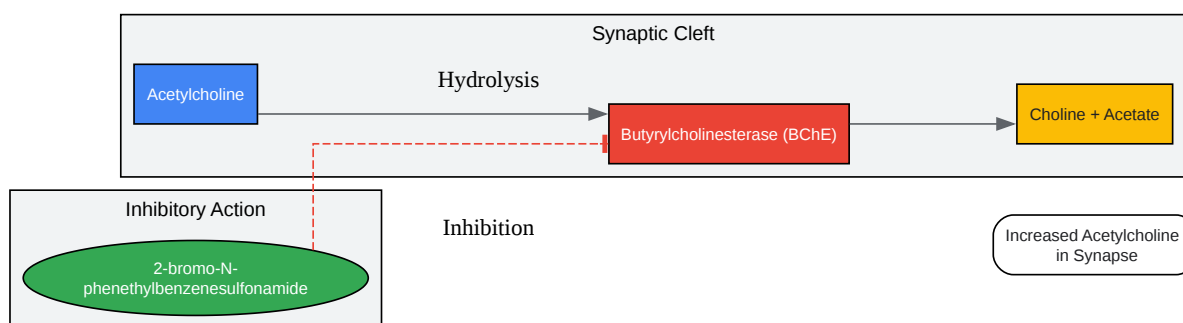 Synaptic Cleft
Acetylcholine
Hydrolysis
Butyrylcholinesterase (BChE)
Choline + Acetate
Inhibitory Action
2-bromo-N-
phenethylbenzenesulfonamide
Inhibition
Increased Acetylcholine
in Synapse